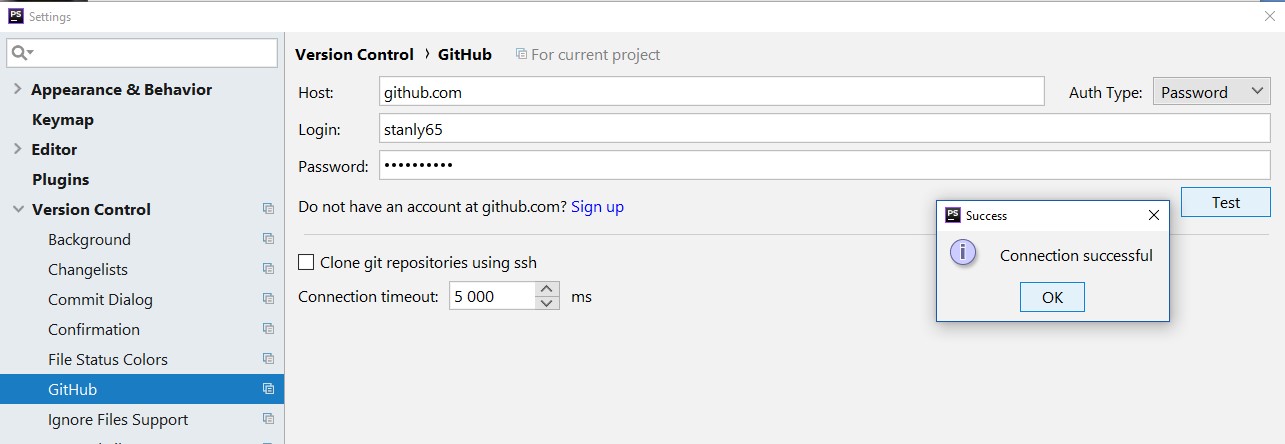 PS Settings
Appearance & Behavior
Keymap
Editor
Plugins
Version Control
Background
Changelists
Commit Dialog
Confirmation
File Status Colors
GitHub
Ignore Files Support
Version Control › GitHub For current project
Host: github.com Auth Type: Password
Login: stanly65
Password: ••••••••••
Do not have an account at github.com? Sign up Test
Clone git repositories using ssh
Connection timeout: 5 000 ms
PS Success
Connection successful
OK